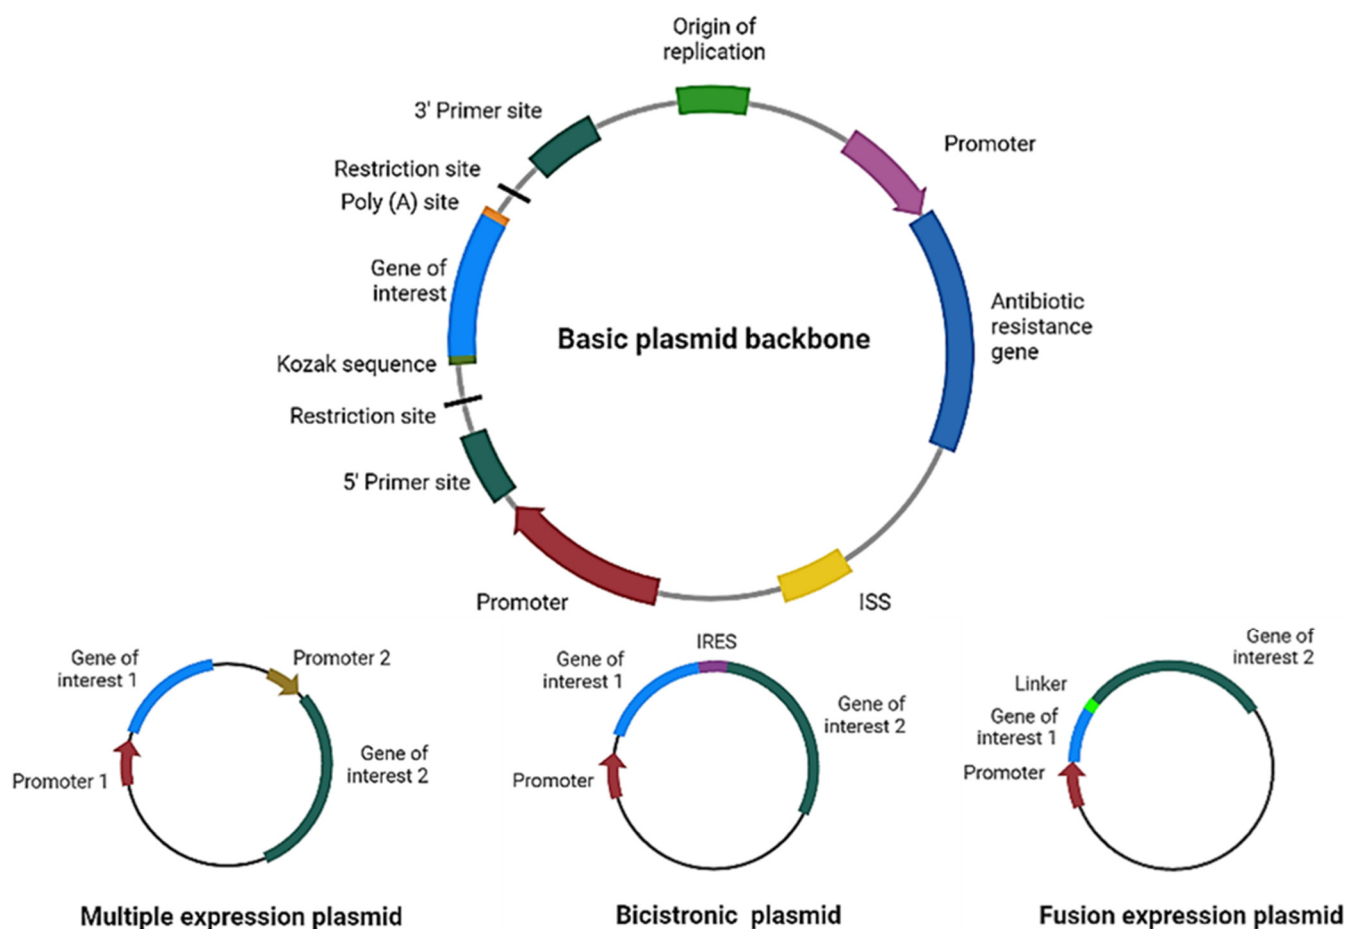 Origin of
replication
3' Primer site
Promoter
Restriction site
Poly (A) site
Gene of
interest
Antibiotic
resistance
gene
Basic plasmid backbone
Kozak sequence
Restriction site
5' Primer site
Promoter
ISS
Gene of
interest 1
Promoter 2
Gene of
interest 2
Promoter 1
Multiple expression plasmid
IRES
Gene of
interest 1
Gene of
interest 2
Promoter
Bicistronic plasmid
Gene of
interest 2
Linker
Gene of
interest 1
Promoter
Fusion expression plasmid